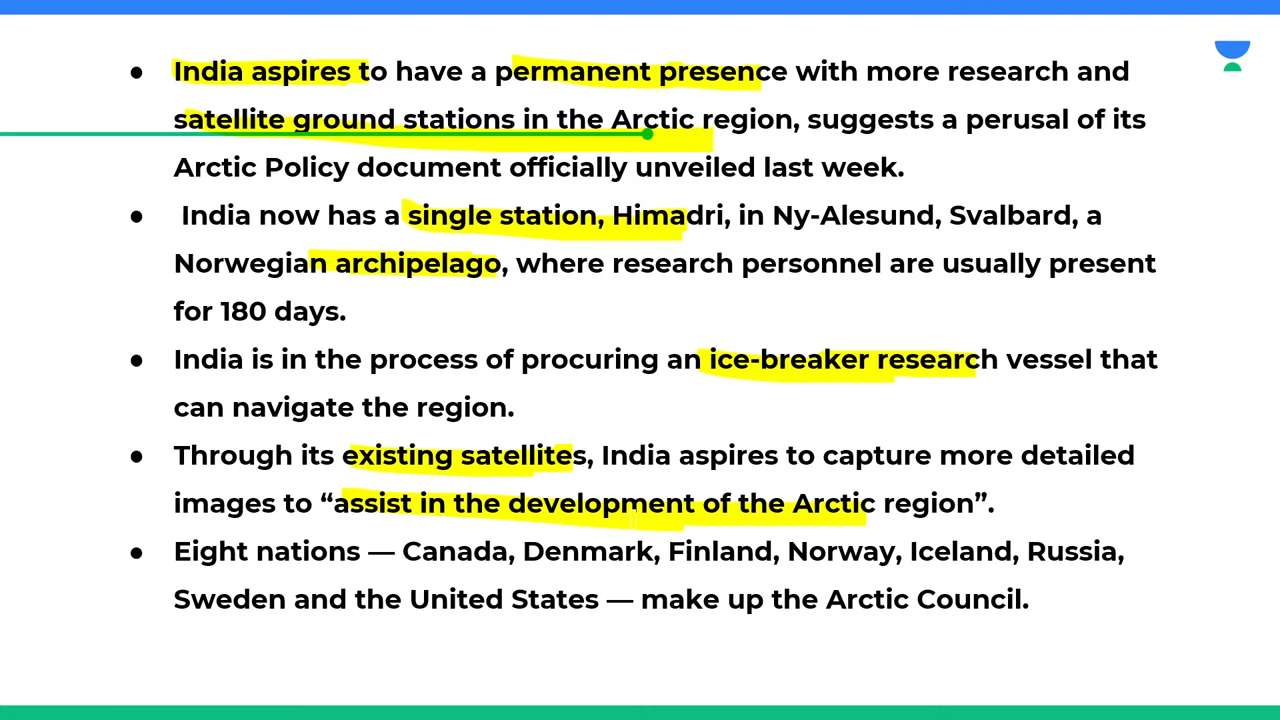 ● India aspires to have a permanent presence with more research and
satellite ground stations in the Arctic region, suggests a perusal of its
Arctic Policy document officially unveiled last week.
● India now has a single station, Himadri, in Ny-Alesund, Svalbard, a
Norwegian archipelago, where research personnel are usually present
for 180 days.
● India is in the process of procuring an ice-breaker research vessel that
can navigate the region.
● Through its existing satellites, India aspires to capture more detailed
images to “assist in the development of the Arctic region”.
● Eight nations — Canada, Denmark, Finland, Norway, Iceland, Russia,
Sweden and the United States — make up the Arctic Council.